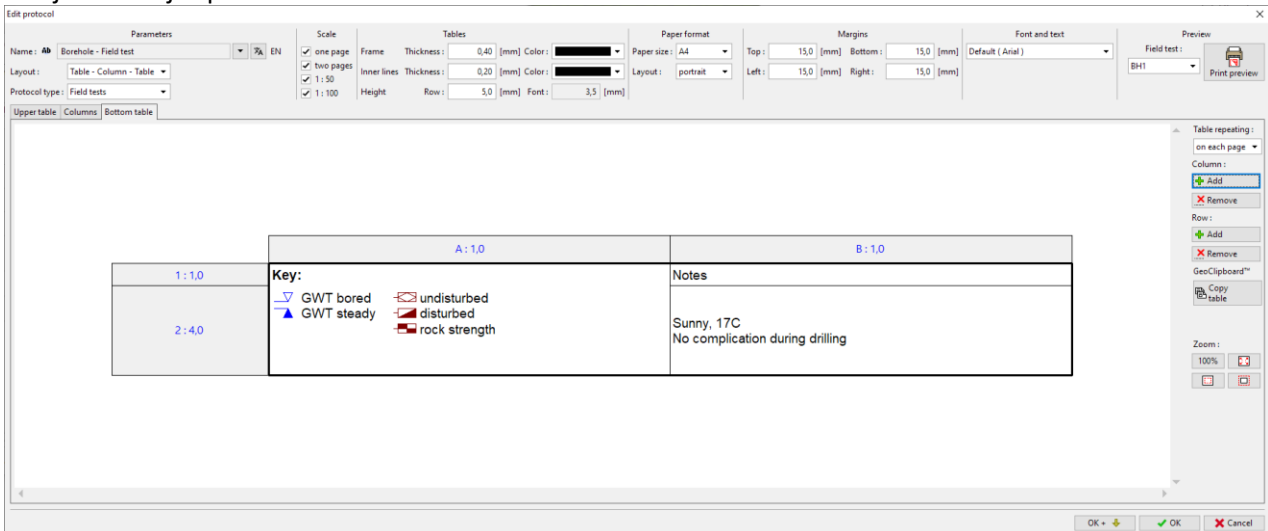 Edit protocol
Parameters Scale Tables Paper format Margins Font and text Preview
Name: Ab Borehole - Field test EN one page Frame Thickness: 0,40 [mm] Color: Paper size: A4 Top: 15,0 [mm] Bottom: 15,0 [mm] Default ( Arial ) Field test:
two pages
Layout: Table - Column - Table Inner lines Thickness: 0,20 [mm] Color: Layout: portrait Left: 15,0 [mm] Right: 15,0 [mm] BH1 Print preview
1 : 50
Protocol type: Field tests 1 : 100 Height Row: 5,0 [mm] Font: 3,5 [mm]
Upper table Columns Bottom table
Table repeating:
on each page
Column:
Add
Remove
Row:
Add
Remove
GeoClipboard™
Copy
table
Zoom:
100%
A : 1,0 B : 1,0
1 : 1,0 Key: Notes
GWT bored undisturbed
GWT steady disturbed
rock strength
2 : 4,0
Sunny, 17C
No complication during drilling
OK + OK Cancel